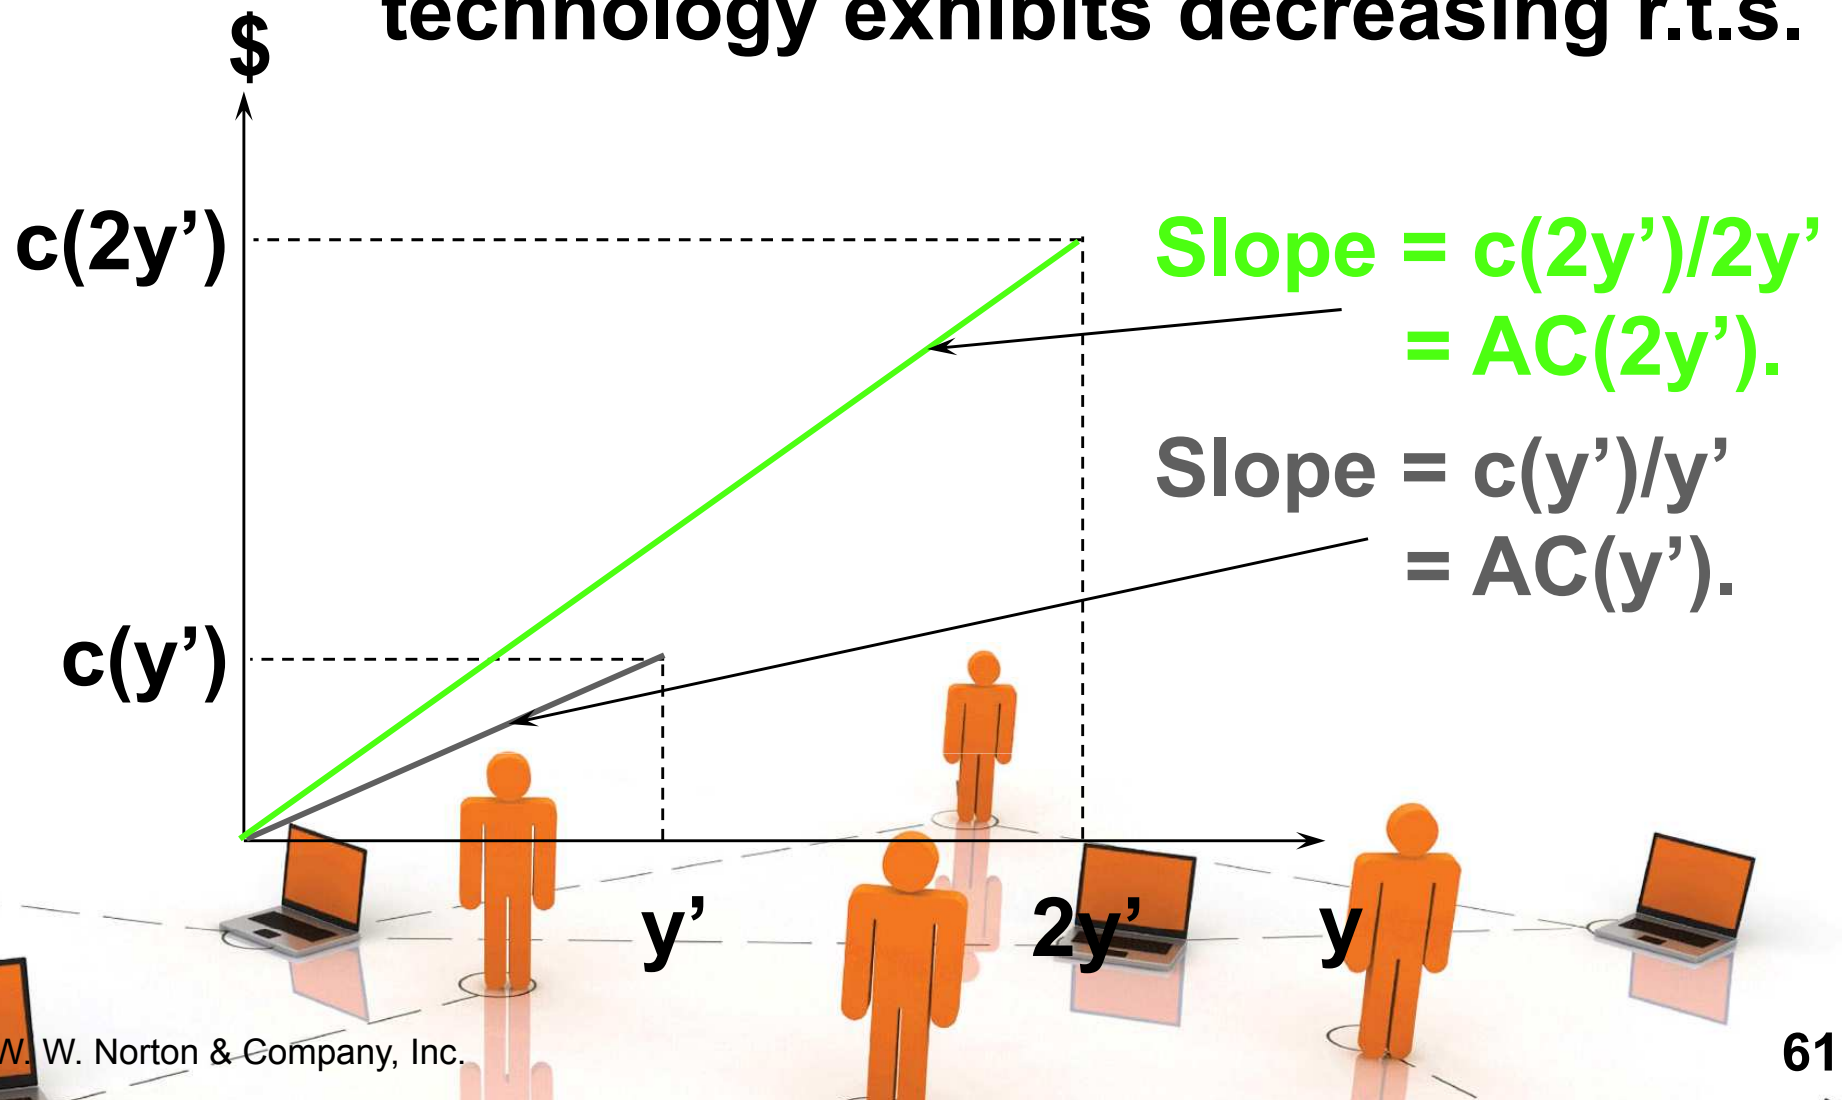 technology exhibits decreasing r.t.s.
$
c(2y’)
Slope = c(2y’)/2y’
= AC(2y’).
Slope = c(y’)/y’
= AC(y’).
c(y’)
y’
2y’
y
W. W. Norton & Company, Inc.
61